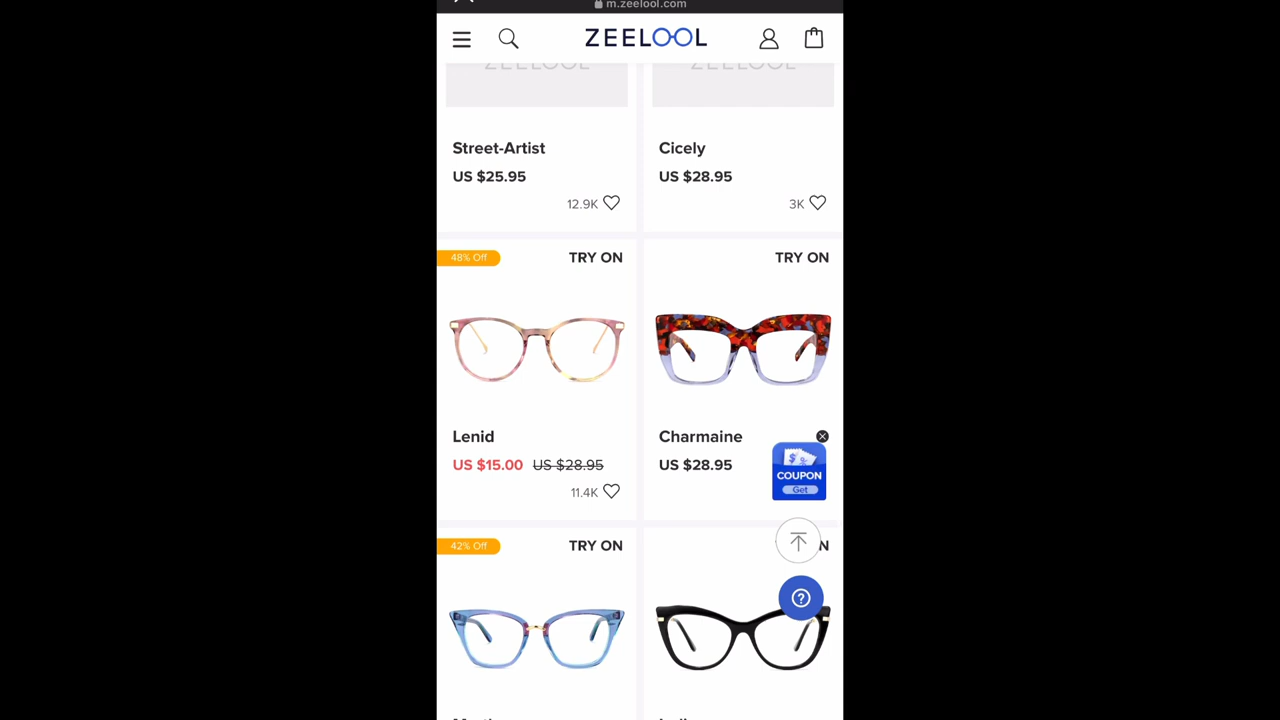 m.zeelool.com
ZEELOOL
ZEELOOL
ZEELOOL
Street-Artist
Cicely
US $25.95
US $28.95
12.9K
3K
48% Off
TRY ON
TRY ON
Lenid
Charmaine
US $15.00 US $28.95
US $28.95
COUPON
Get
11.4K
42% Off
TRY ON
N